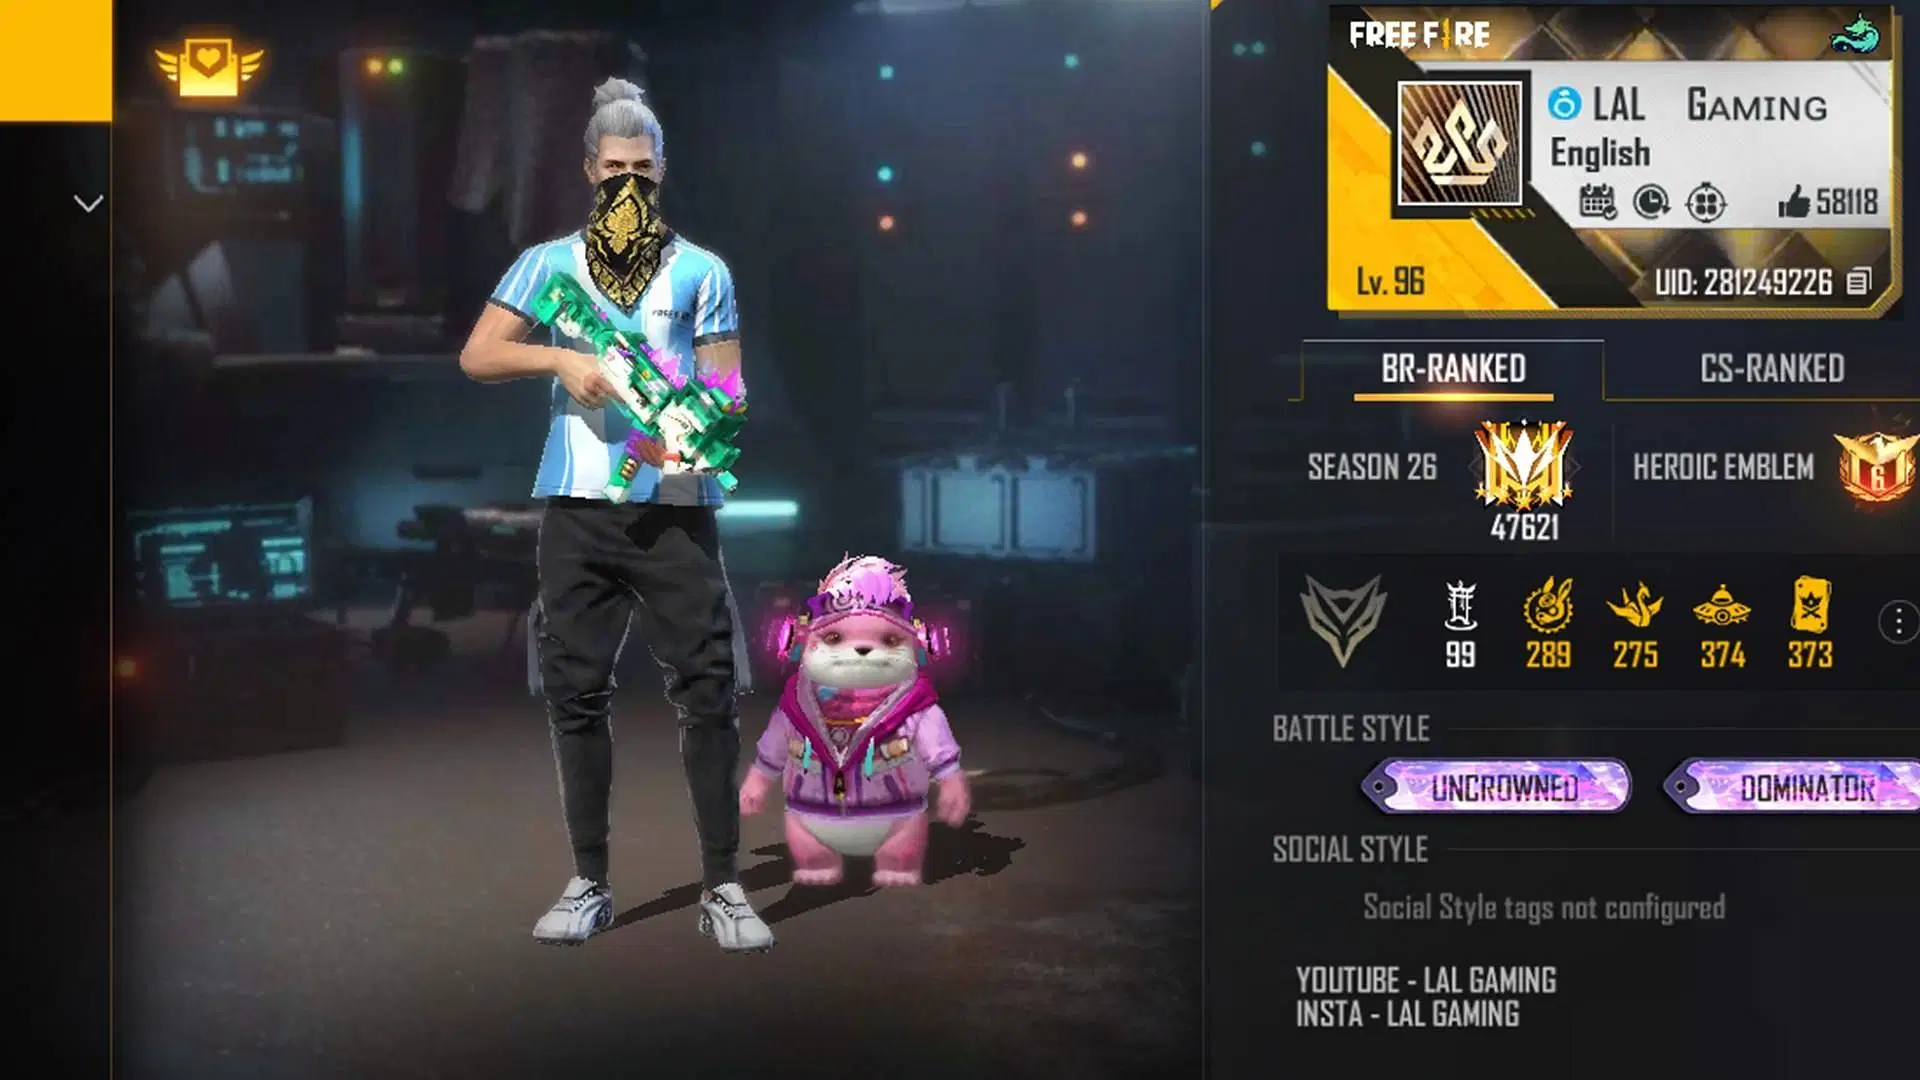 FREE FIRE
LAL GAMING
English
58118
Lv. 96
UID: 281249226
BR-RANKED
CS-RANKED
SEASON 26
47621
HEROIC EMBLEM
6
99
289
275
374
373
BATTLE STYLE
UNCROWNED
DOMINATOR
SOCIAL STYLE
Social Style tags not configured
YOUTUBE - LAL GAMING
INSTA - LAL GAMING